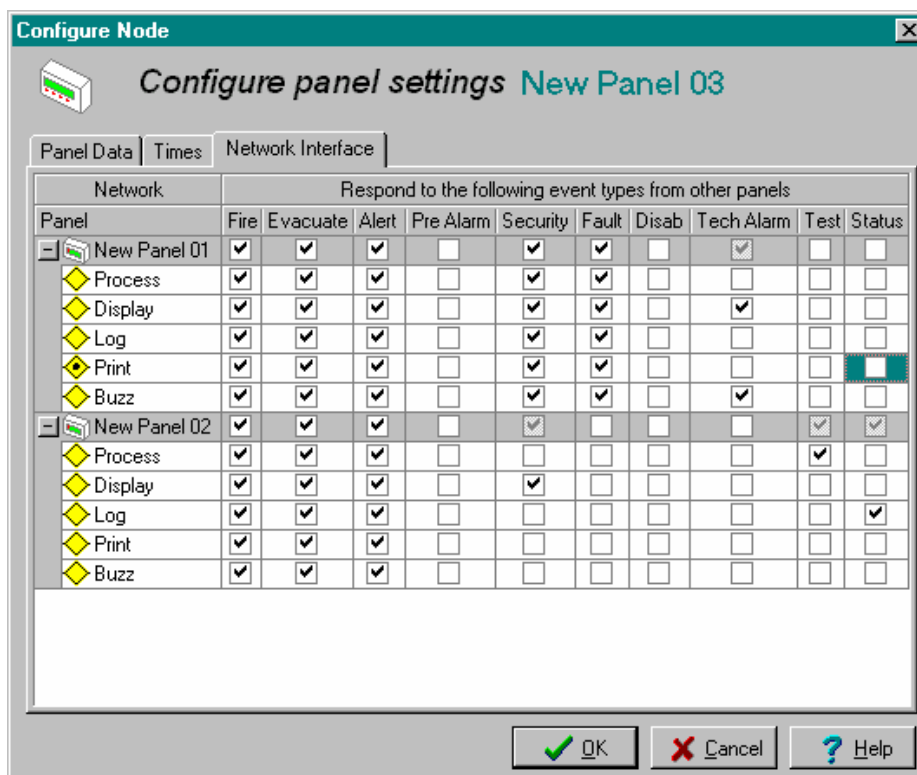 Configure Node
Configure panel settings New Panel 03
Panel Data Times Network Interface
Network Respond to the following event types from other panels
Panel Fire Evacuate Alert Pre Alarm Security Fault Disab Tech Alarm Test Status
New Panel 01
Process
Display
Log
Print
Buzz
New Panel 02
Process
Display
Log
Print
Buzz
OK Cancel Help